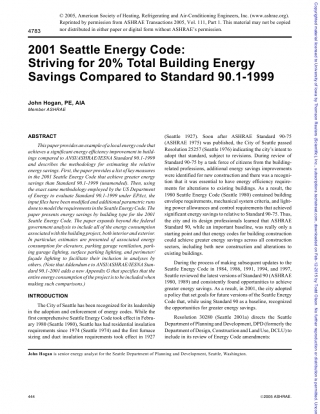 © 2005, American Society of Heating, Refrigerating and Air-Conditioning Engineers, Inc. (www.ashrae.org).
Reprinted by permission from ASHRAE Transactions 2005, Vol. 111, Part 1. This material may not be copied
nor distributed in either paper or digital form without ASHRAE's permission.
4783
2001 Seattle Energy Code:
Striving for 20% Total Building Energy
Savings Compared to Standard 90.1-1999
John Hogan, PE, AIA
Member ASHRAE
ABSTRACT
This paper provides an example of a local energy code that
achieves a significant energy efficiency improvement in build-
ings compared to ANSI/ASHRAE/IESNA Standard 90.1-1999
and describes the methodology for estimating the relative
energy savings. First, the paper provides a list of key measures
in the 2001 Seattle Energy Code that achieve greater energy
savings than Standard 90.1-1999 (unamended). Then, using
the exact same methodology employed by the US Department
of Energy to evaluate Standard 90.1-1999 under EPAct, the
input files have been modified and additional parametric runs
done to model the requirements in the Seattle Energy Code. The
paper presents energy savings by building type for the 2001
Seattle Energy Code. The paper expands beyond the federal
government analysis to include all of the energy consumption
associated with the building project, both interior and exterior.
In particular, estimates are presented of associated energy
consumption for elevators, parking garage ventilation, park-
ing garage lighting, surface parking lighting, and perimeter/
façade lighting to facilitate their inclusion in analyses by
others. (Note that Addendum e to ANSI/ASHRAE/IESNA Stan-
dard 90.1-2001 adds a new Appendix G that specifies that the
entire energy consumption of the project is to be included when
making such comparisons.)
INTRODUCTION
The City of Seattle has been recognized for its leadership
in the adoption and enforcement of energy codes. While the
first comprehensive Seattle Energy Code took effect in Febru-
ary 1980 (Seattle 1980), Seattle has had residential insulation
requirements since 1974 (Seattle 1974) and the first furnace
sizing and duct insulation requirements took effect in 1927
(Seattle 1927). Soon after ASHRAE Standard 90-75
(ASHRAE 1975) was published, the City of Seattle passed
Resolution 25257 (Seattle 1976) indicating the city's intent to
adopt that standard, subject to revisions. During review of
Standard 90-75 by a task force of citizens from the building-
related professions, additional energy savings improvements
were identified for new construction and there was a recogni-
tion that it was essential to have energy efficiency require-
ments for alterations to existing buildings. As a result, the
1980 Seattle Energy Code (Seattle 1980) contained building
envelope requirements, mechanical system criteria, and light-
ing power allowances and control requirements that achieved
significant energy savings relative to Standard 90-75. Thus,
the city and its design professionals learned that ASHRAE
Standard 90, while an important baseline, was really only a
starting point and that energy codes for building construction
could achieve greater energy savings across all construction
sectors, including both new construction and alterations to
existing buildings.
During the process of making subsequent updates to the
Seattle Energy Code in 1984, 1986, 1991, 1994, and 1997,
Seattle reviewed the latest versions of Standard 90 (ASHRAE
1980, 1989) and consistently found opportunities to achieve
greater energy savings. As a result, in 2001, the city adopted
a policy that set goals for future versions of the Seattle Energy
Code that, while using Standard 90 as a baseline, recognized
the opportunities for greater energy savings.
Resolution 30280 (Seattle 2001a) directs the Seattle
Department of Planning and Development, DPD (formerly the
Department of Design, Construction and Land Use, DCLU) to
include in its review of Energy Code amendments:
John Hogan is senior energy analyst for the Seattle Department of Planning and Development, Seattle, Washington.
444
©2005 ASHRAE.